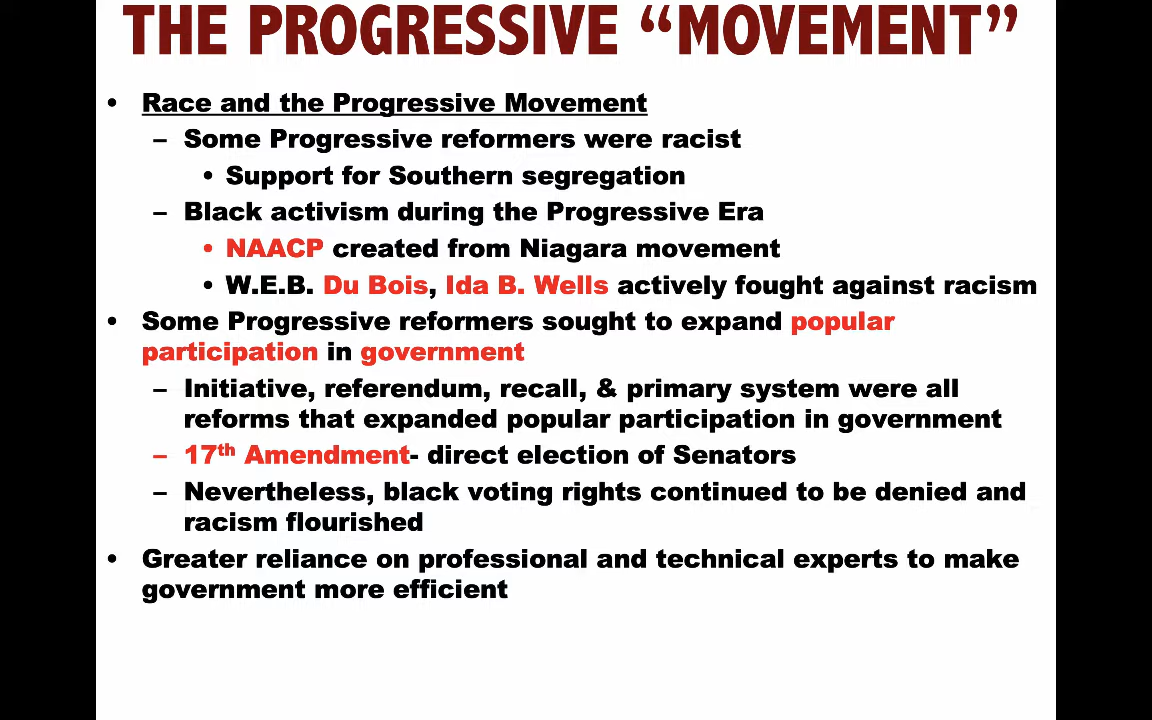 THE PROGRESSIVE “MOVEMENT”
• Race and the Progressive Movement
– Some Progressive reformers were racist
• Support for Southern segregation
– Black activism during the Progressive Era
• NAACP created from Niagara movement
• W.E.B. Du Bois, Ida B. Wells actively fought against racism
• Some Progressive reformers sought to expand popular
participation in government
– Initiative, referendum, recall, & primary system were all
reforms that expanded popular participation in government
– 17th Amendment- direct election of Senators
– Nevertheless, black voting rights continued to be denied and
racism flourished
• Greater reliance on professional and technical experts to make
government more efficient